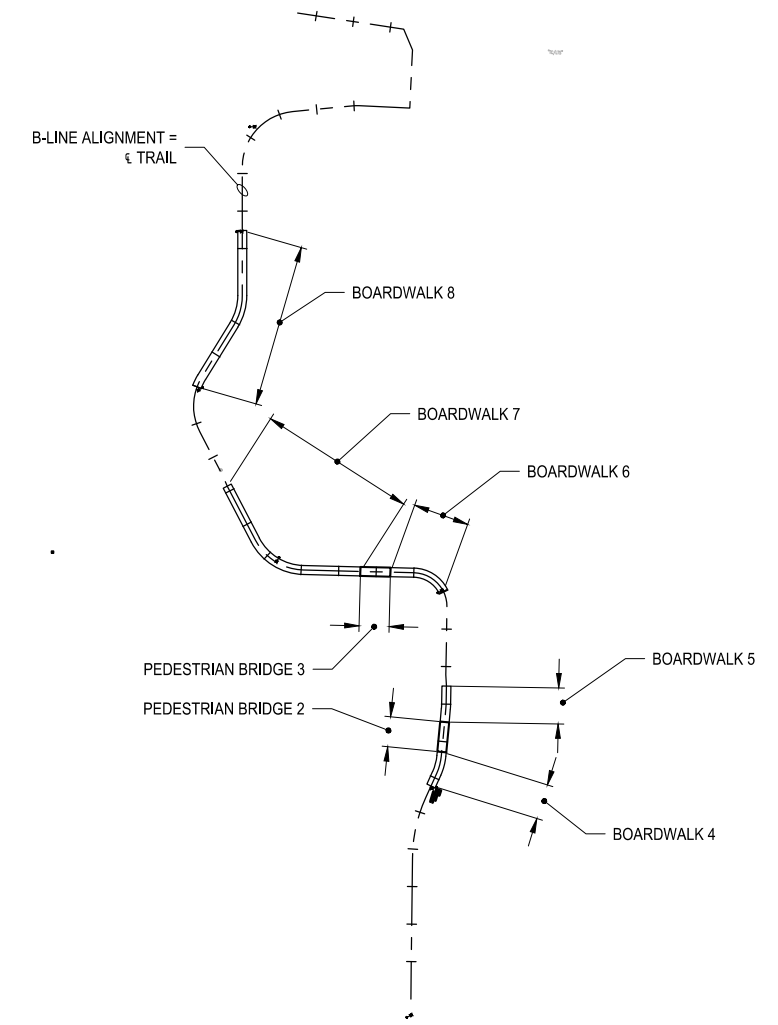 B-LINE ALIGNMENT =
℄ TRAIL
BOARDWALK 8
BOARDWALK 7
BOARDWALK 6
BOARDWALK 5
PEDESTRIAN BRIDGE 3
PEDESTRIAN BRIDGE 2
BOARDWALK 4